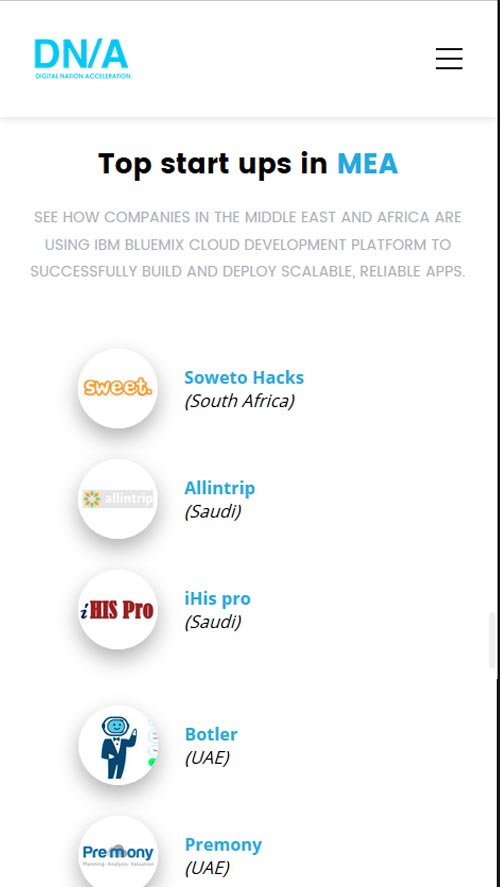 DN/A
DIGITAL NATION ACCELERATION.
Top start ups in MEA
SEE HOW COMPANIES IN THE MIDDLE EAST AND AFRICA ARE
USING IBM BLUEMIX CLOUD DEVELOPMENT PLATFORM TO
SUCCESSFULLY BUILD AND DEPLOY SCALABLE, RELIABLE APPS.
sweet.
Soweto Hacks
(South Africa)
allintrip
Allintrip
(Saudi)
iHIS Pro
iHis pro
(Saudi)
Botler
(UAE)
Premony
Planning. Analysis. Valuation
Premony
(UAE)